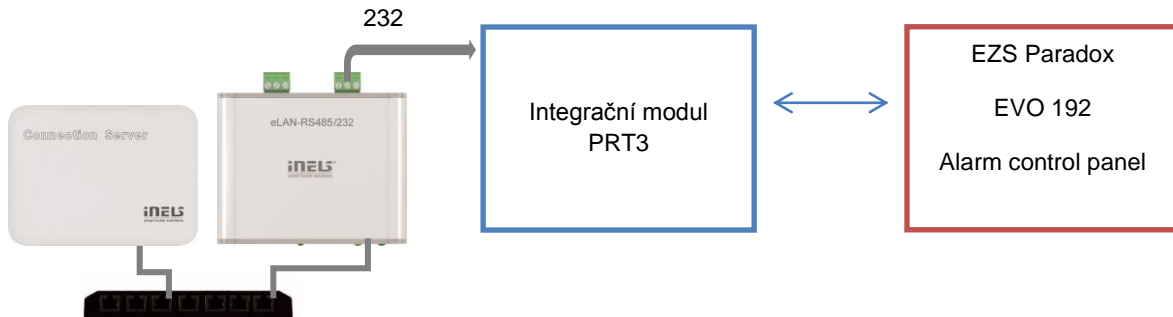 232
Connection Server
iNELS
eLAN-RS485/232
iNELS
Integrační modul
PRT3
EZS Paradox
EVO 192
Alarm control panel